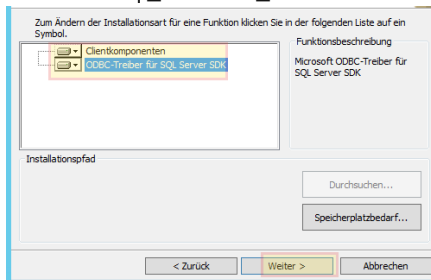 Zum Ändern der Installationsart für eine Funktion klicken Sie in der folgenden Liste auf ein
Symbol.
Clientkomponenten
ODBC-Treiber für SQL Server SDK
Funktionsbeschreibung
Microsoft ODBC-Treiber für
SQL Server SDK
Installationspfad
Durchsuchen...
Speicherplatzbedarf...
< Zurück
Weiter >
Abbrechen